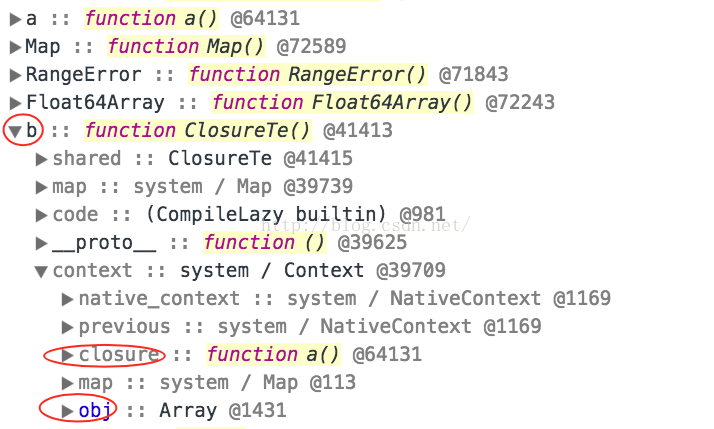 a :: function a() @64131
Map :: function Map() @72589
RangeError :: function RangeError() @71843
Float64Array :: function Float64Array() @72243
b :: function ClosureTe() @41413
shared :: ClosureTe @41415
map :: system / Map @39739
code :: (CompileLazy builtin) @981
http://blog.csdn.net/
__proto__ :: function () @39625
context :: system / Context @39709
native_context :: system / NativeContext @1169
previous :: system / NativeContext @1169
closure :: function a() @64131
map :: system / Map @113
obj :: Array @1431